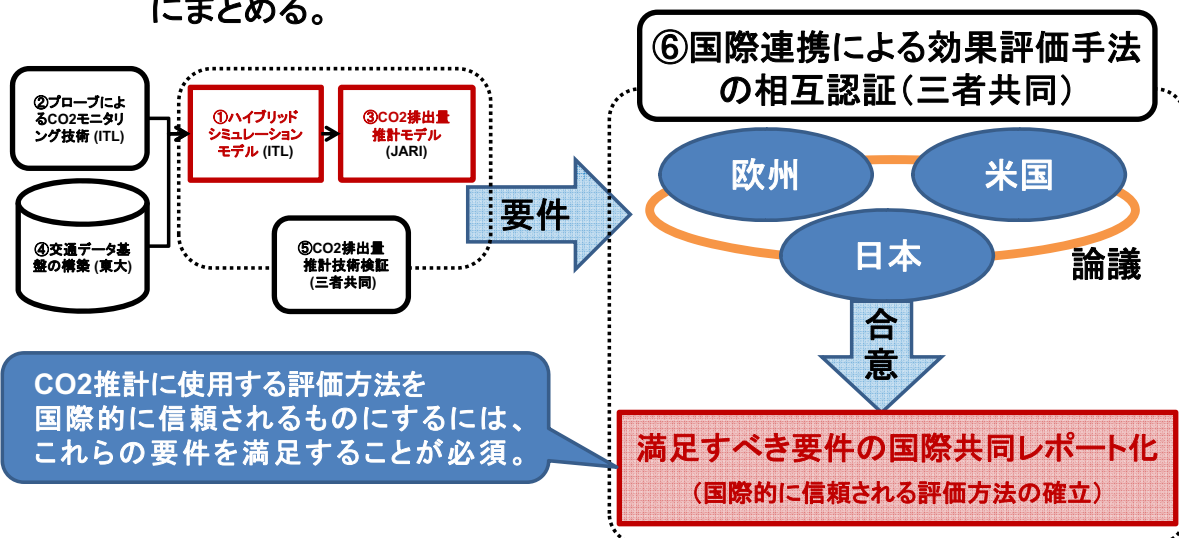 にまとめる。
②プローブによ
るCO2モニタリ
ング技術 (ITL)
①ハイブリッド
シミュレーション
モデル (ITL)
③CO2排出量
推計モデル
(JARI)
④交通データ基
盤の構築 (東大)
⑤CO2排出量
推計技術検証
(三者共同)
要件
⑥国際連携による効果評価手法
の相互認証（三者共同）
欧州
米国
日本
論議
合
意
CO2推計に使用する評価方法を
国際的に信頼されるものにするには、
これらの要件を満足することが必須。
満足すべき要件の国際共同レポート化
（国際的に信頼される評価方法の確立）